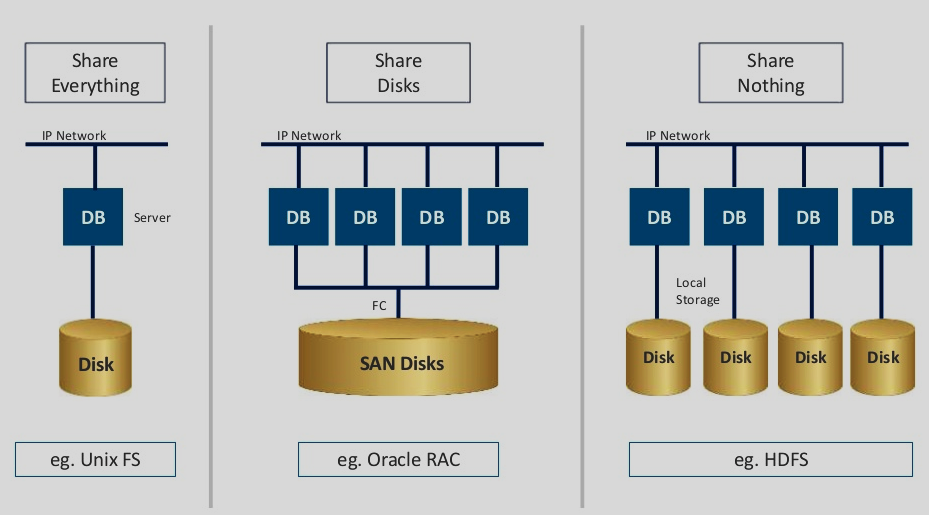 Share
Everything
IP Network
DB
Server
Disk
eg. Unix FS
Share
Disks
IP Network
DB DB DB DB
FC
SAN Disks
eg. Oracle RAC
Share
Nothing
IP Network
DB DB DB DB
Local
Storage
Disk Disk Disk Disk
eg. HDFS